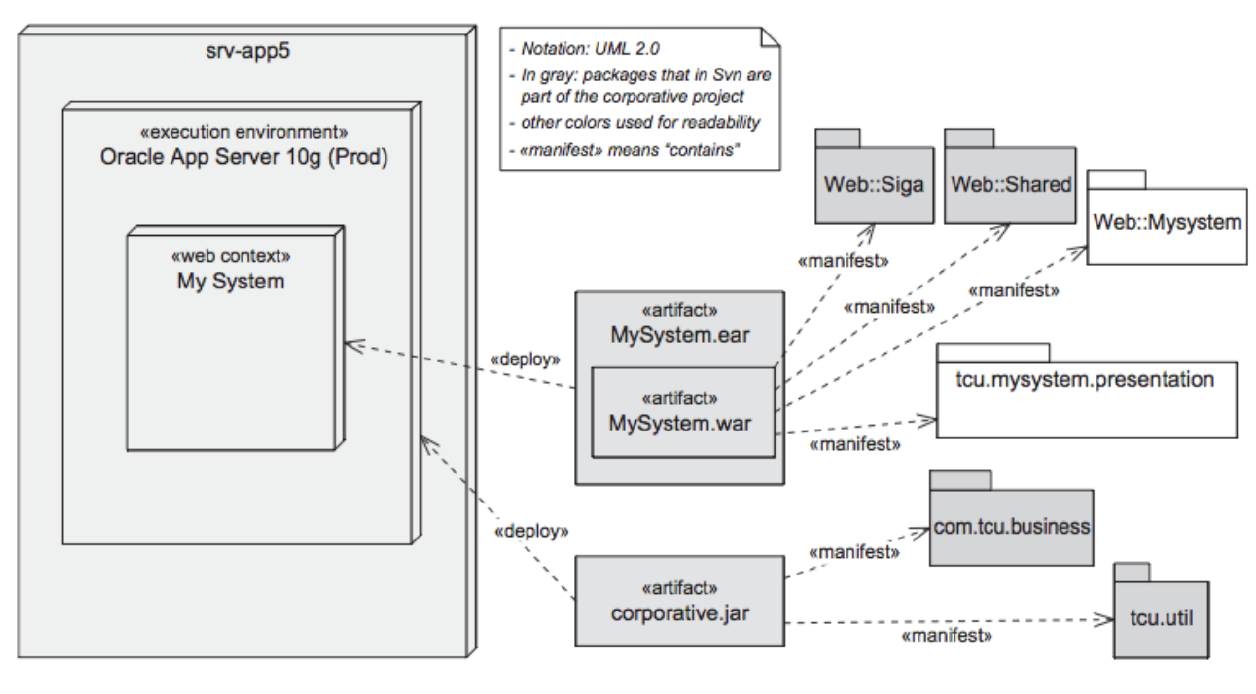 srv-app5
«execution environment»
Oracle App Server 10g (Prod)
«web context»
My System
- Notation: UML 2.0
- In gray: packages that in Svn are
part of the corporative project
- other colors used for readability
- «manifest» means "contains"
Web::Siga
Web::Shared
Web::Mysystem
«manifest»
«manifest»
«manifest»
«artifact»
MySystem.ear
«deploy»
«artifact»
MySystem.war
tcu.mysystem.presentation
«manifest»
«deploy»
«artifact»
corporative.jar
com.tcu.business
«manifest»
tcu.util
«manifest»